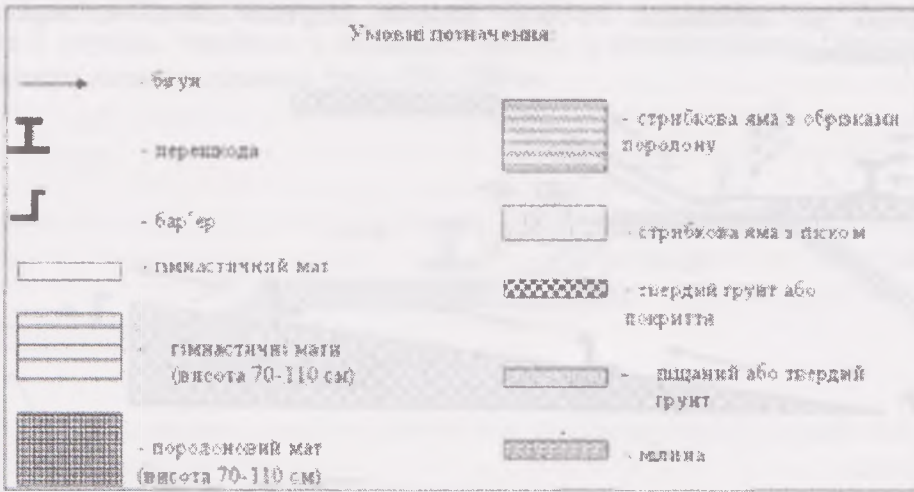 Умовні позначення
- бігун
- перешкода
- бар'єр
- гімнастичний мат
- гімнастичні мати
(висота 70-110 см)
- поролоновий мат
(висота 70-110 см)
- стрибкова яма з обрізками
поролону
- стрибкова яма з піском
- твердий грунт або
покриття
- піщаний або твердий
грунт